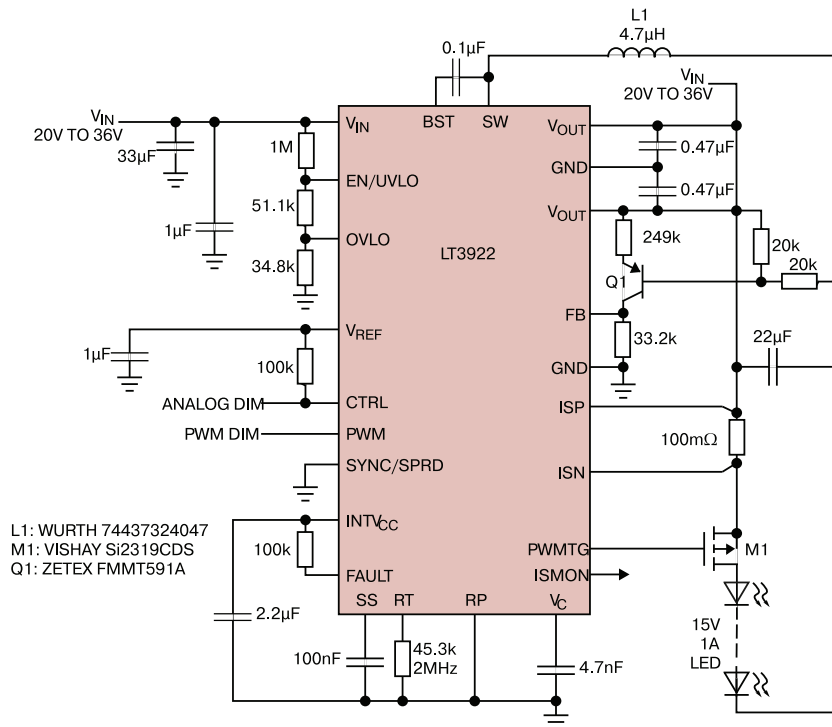 L1
4.7µH
0.1µF
VIN
20V TO 36V
VIN
20V TO 36V
33µF
1µF
1M
51.1k
34.8k
VIN
BST
SW
VOUT
0.47µF
GND
0.47µF
VOUT
EN/UVLO
OVLO
LT3922
249k
20k
20k
Q1
FB
33.2k
22µF
GND
1µF
VREF
100k
ANALOG DIM
CTRL
ISP
PWM DIM
PWM
100mΩ
SYNC/SPRD
ISN
L1: WURTH 74437324047
M1: VISHAY Si2319CDS
Q1: ZETEX FMMT591A
INTVCC
100k
FAULT
PWMTG
M1
ISMON
SS
RT
RP
VC
2.2µF
100nF
45.3k
2MHz
4.7nF
15V
1A
LED